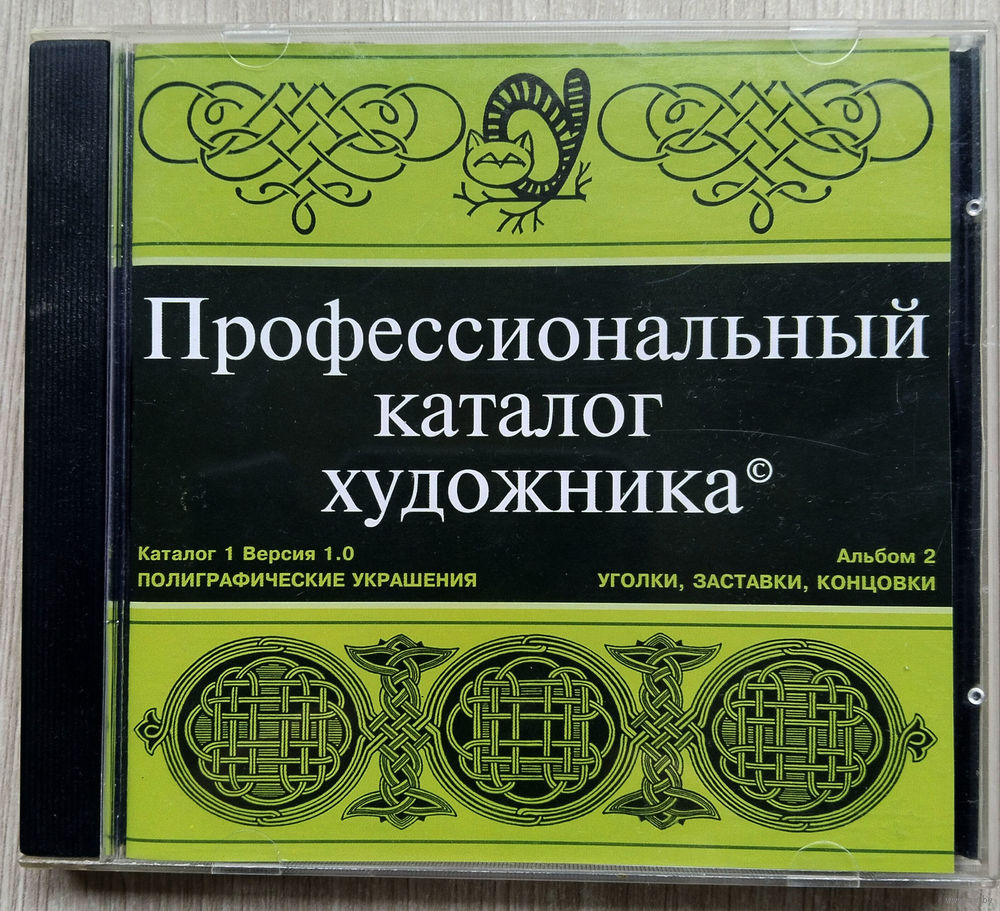 Профессиональный
каталог
художника©
Каталог 1 Версия 1.0
ПОЛИГРАФИЧЕСКИЕ УКРАШЕНИЯ
Альбом 2
УГОЛКИ, ЗАСТАВКИ, КОНЦОВКИ